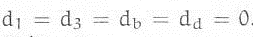 d₁ = d₃ = d_b = d_d = 0.